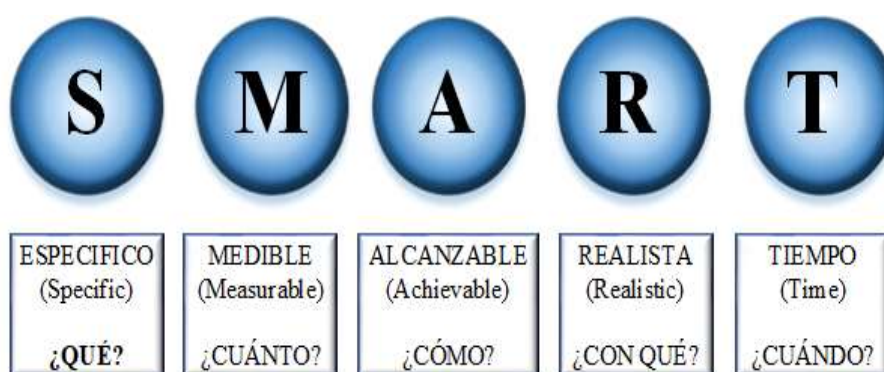 S M A R T
ESPECIFICO
(Specific)
¿QUÉ?
MEDIBLE
(Measurable)
¿CUÁNTO?
ALCANZABLE
(Achievable)
¿CÓMO?
REALISTA
(Realistic)
¿CON QUÉ?
TIEMPO
(Time)
¿CUÁNDO?